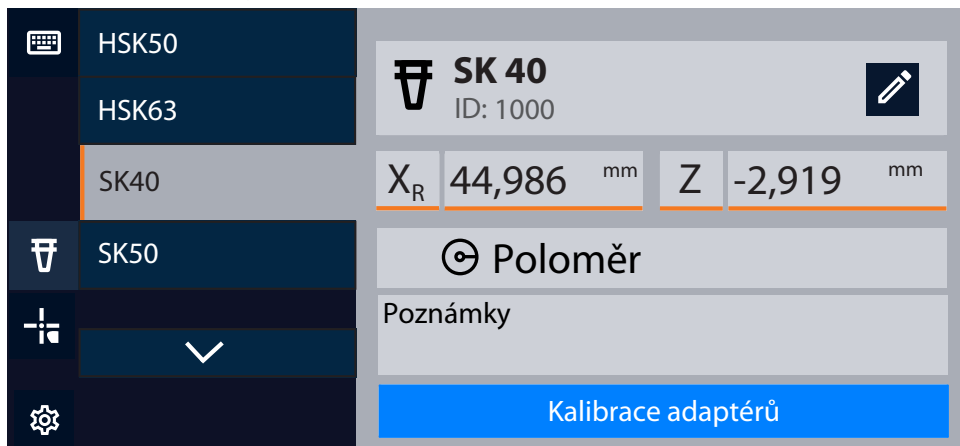 HSK50
HSK63
SK40
SK50
SK 40
ID: 1000
XR 44,986 mm Z -2,919 mm
Poloměr
Poznámky
Kalibrace adaptérů